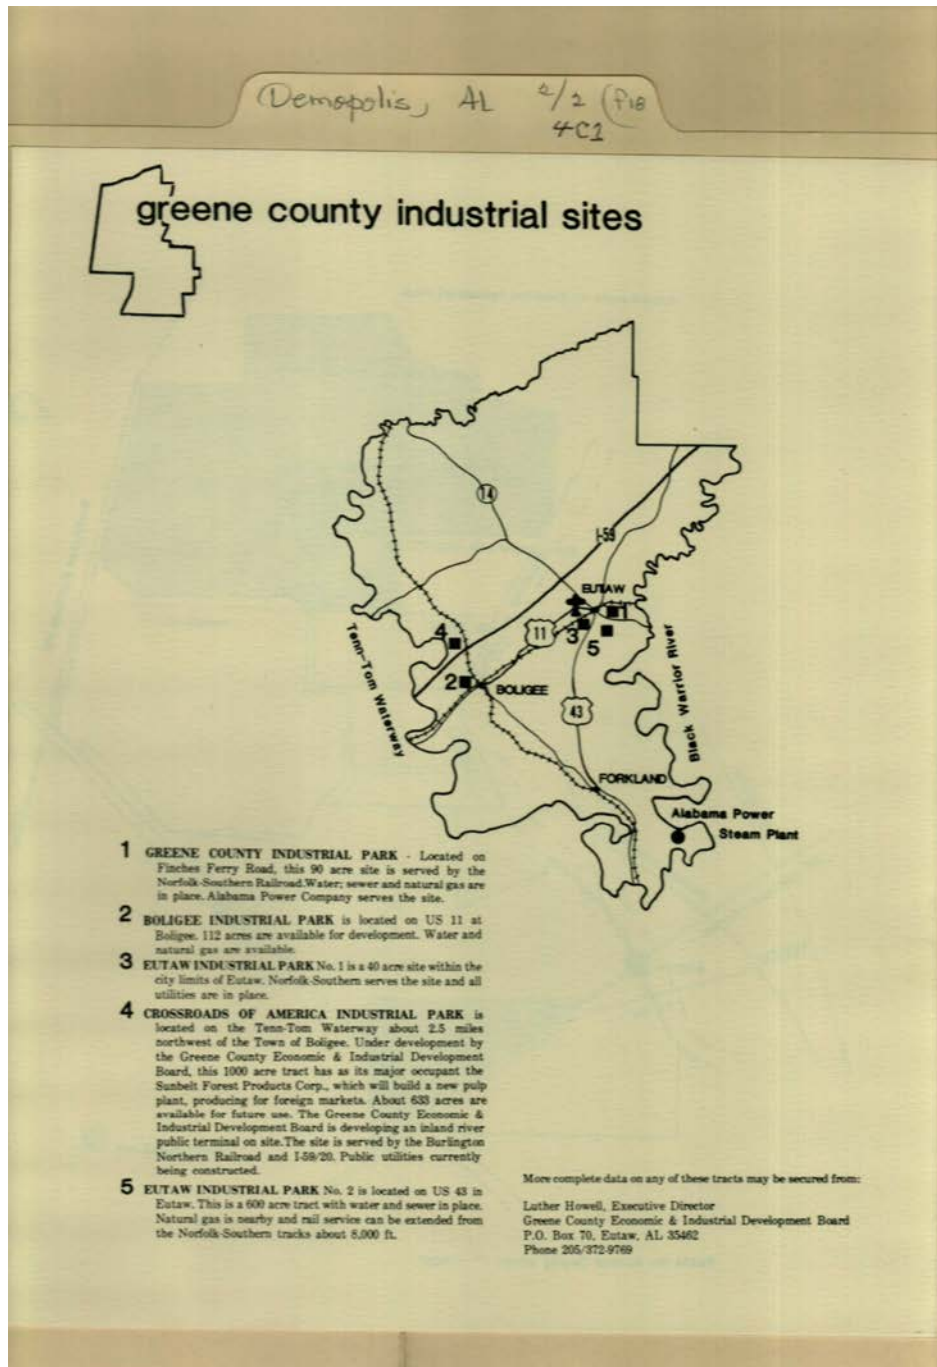 Demopolis, AL 2/2
4C1
greene county industrial sites
14
I-59
EUTAW
1
11
3
5
4
2
BOLIGEE
Tenn-Tom Waterway
Black Warrior River
43
FORKLAND
Alabama Power
Steam Plant
1 GREENE COUNTY INDUSTRIAL PARK - Located on
Finches Ferry Road, this 90 acre site is served by the
Norfolk-Southern Railroad.Water; sewer and natural gas are
in place. Alabama Power Company serves the site.
2 BOLIGEE INDUSTRIAL PARK is located on US 11 at
Boligee. 112 acres are available for development. Water and
natural gas are available.
3 EUTAW INDUSTRIAL PARK No. 1 is a 40 acre site within the
city limits of Eutaw. Norfolk-Southern serves the site and all
utilities are in place.
4 CROSSROADS OF AMERICA INDUSTRIAL PARK is
located on the Tenn-Tom Waterway about 2.5 miles
northwest of the Town of Boligee. Under development by
the Greene County Economic & Industrial Development
Board, this 1000 acre tract has as its major occupant the
Sunbelt Forest Products Corp., which will build a new pulp
plant, producing for foreign markets. About 633 acres are
available for future use. The Greene County Economic &
Industrial Development Board is developing an inland river
public terminal on site.The site is served by the Burlington
Northern Railroad and I-59/20. Public utilities currently
being constructed.
5 EUTAW INDUSTRIAL PARK No. 2 is located on US 43 in
Eutaw. This is a 600 acre tract with water and sewer in place.
Natural gas is nearby and rail service can be extended from
the Norfolk-Southern tracks about 8,000 ft.
More complete data on any of these tracts may be secured from:
Luther Howell, Executive Director
Greene County Economic & Industrial Development Board
P.O. Box 70, Eutaw, AL 35462
Phone 205/372-9769